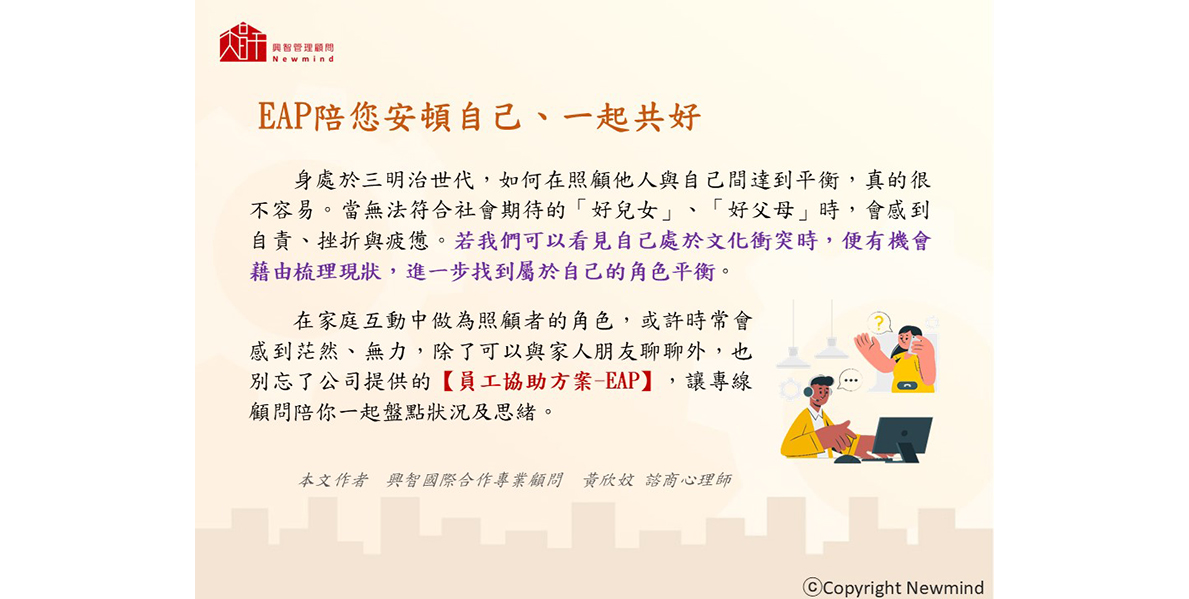 興智管理顧問
Newmind
EAP陪您安頓自己、一起共好
身處於三明治世代，如何在照顧他人與自己間達到平衡，真的很
不容易。當無法符合社會期待的「好兒女」、「好父母」時，會感到
自責、挫折與疲憊。若我們可以看見自己處於文化衝突時，便有機會
藉由梳理現狀，進一步找到屬於自己的角色平衡。
在家庭互動中做為照顧者的角色，或許時常會
感到茫然、無力，除了可以與家人朋友聊聊外，也
別忘了公司提供的【員工協助方案-EAP】，讓專線
顧問陪你一起盤點狀況及思緒。
?
...
本文作者　興智國際合作專業顧問　黃欣妏 諮商心理師
ⓒCopyright Newmind